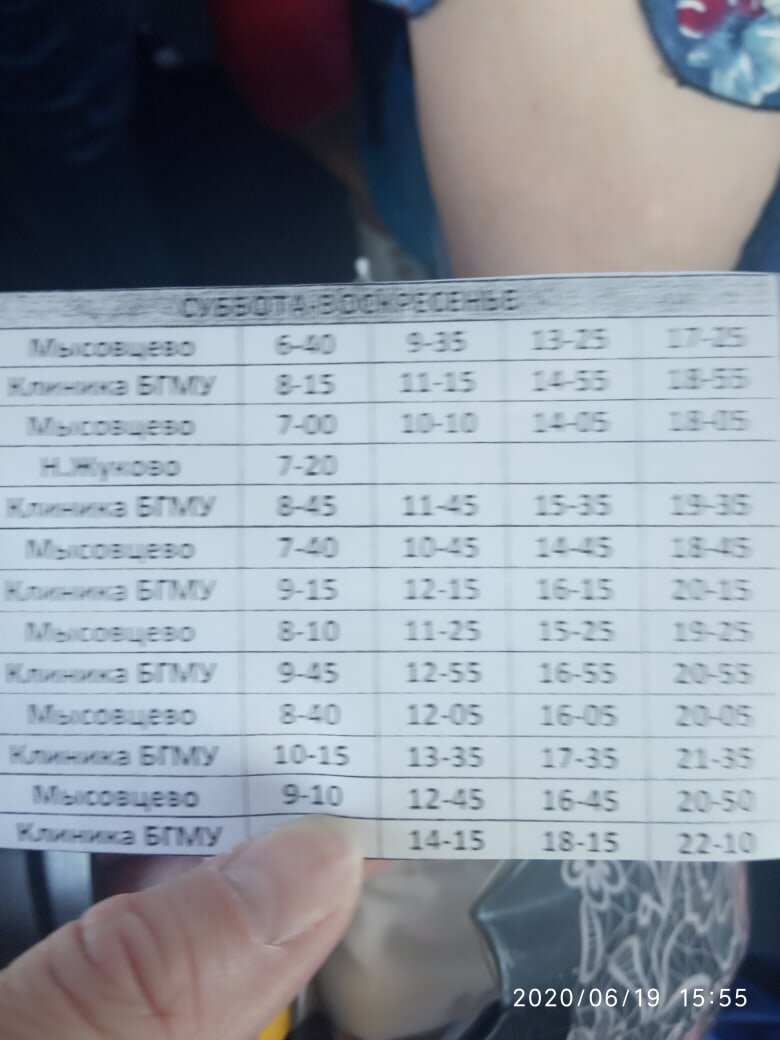 СУББОТА-ВОСКРЕСЕНЬЕ
Мысовцево 6-40 9-35 13-25 17-25
Клиника БГМУ 8-15 11-15 14-55 18-55
Мысовцево 7-00 10-10 14-05 18-05
Н.Жуково 7-20
Клиника БГМУ 8-45 11-45 15-35 19-35
Мысовцево 7-40 10-45 14-45 18-45
Клиника БГМУ 9-15 12-15 16-15 20-15
Мысовцево 8-10 11-25 15-25 19-25
Клиника БГМУ 9-45 12-55 16-55 20-55
Мысовцево 8-40 12-05 16-05 20-05
Клиника БГМУ 10-15 13-35 17-35 21-35
Мысовцево 9-10 12-45 16-45 20-50
Клиника БГМУ 14-15 18-15 22-10
2020/06/19 15:55